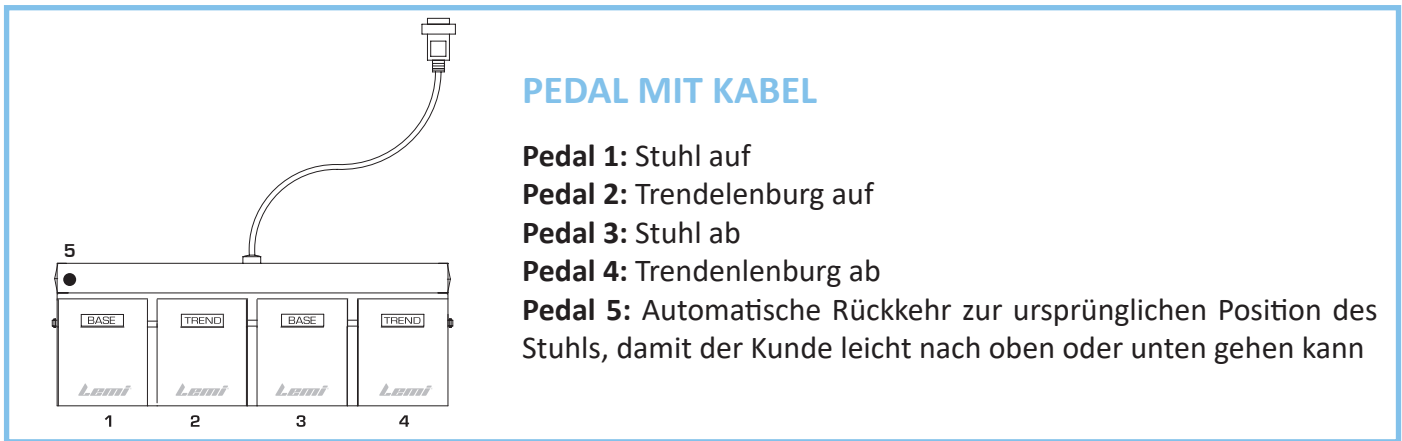 PEDAL MIT KABEL
Pedal 1: Stuhl auf
Pedal 2: Trendelenburg auf
Pedal 3: Stuhl ab
Pedal 4: Trendenlenburg ab
Pedal 5: Automatische Rückkehr zur ursprünglichen Position des
Stuhls, damit der Kunde leicht nach oben oder unten gehen kann
5
BASE TREND BASE TREND
Lemi Lemi Lemi Lemi
1 2 3 4